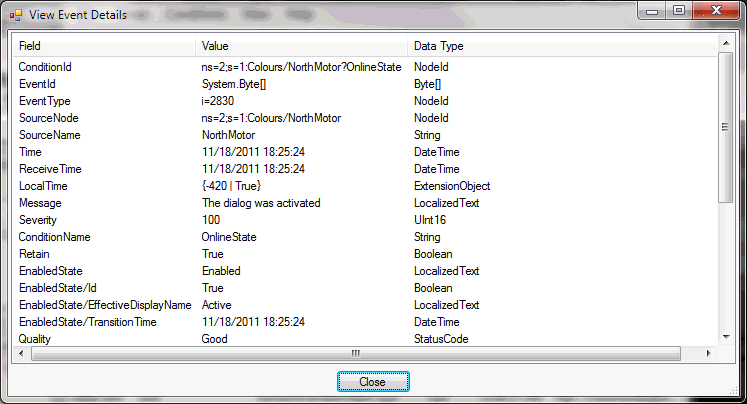 View Event Details
Field Value Data Type
ConditionId ns=2;s=1:Colours/NorthMotor?OnlineState NodeId
EventId System.Byte[] Byte[]
EventType i=2830 NodeId
SourceNode ns=2;s=1:Colours/NorthMotor NodeId
SourceName NorthMotor String
Time 11/18/2011 18:25:24 DateTime
ReceiveTime 11/18/2011 18:25:24 DateTime
LocalTime {-420 | True} ExtensionObject
Message The dialog was activated LocalizedText
Severity 100 UInt16
ConditionName OnlineState String
Retain True Boolean
EnabledState Enabled LocalizedText
EnabledState/Id True Boolean
EnabledState/EffectiveDisplayName Active LocalizedText
EnabledState/TransitionTime 11/18/2011 18:25:24 DateTime
Quality Good StatusCode
Close